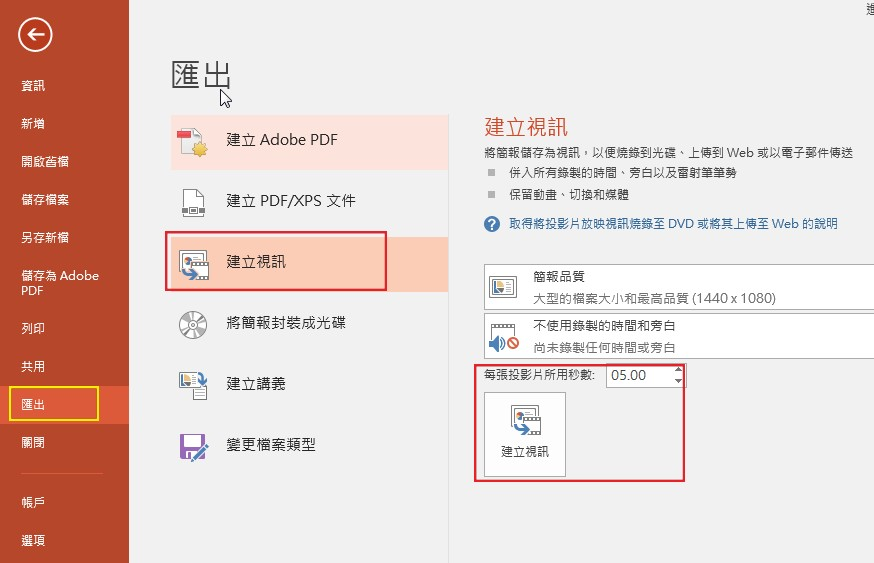 資訊
新增
開啟舊檔
儲存檔案
另存新檔
儲存為 Adobe
PDF
列印
共用
匯出
關閉
帳戶
選項
匯出
建立 Adobe PDF
建立 PDF/XPS 文件
建立視訊
將簡報封裝成光碟
建立講義
變更檔案類型
建立視訊
將簡報儲存為視訊，以便燒錄到光碟、上傳到 Web 或以電子郵件傳送
併入所有錄製的時間、旁白以及雷射筆筆勢
保留動畫、切換和媒體
取得將投影片放映視訊燒錄至 DVD 或將其上傳至 Web 的說明
簡報品質
大型的檔案大小和最高品質 (1440 x 1080)
不使用錄製的時間和旁白
尚未錄製任何時間或旁白
每張投影片所用秒數: 05.00
建立視訊